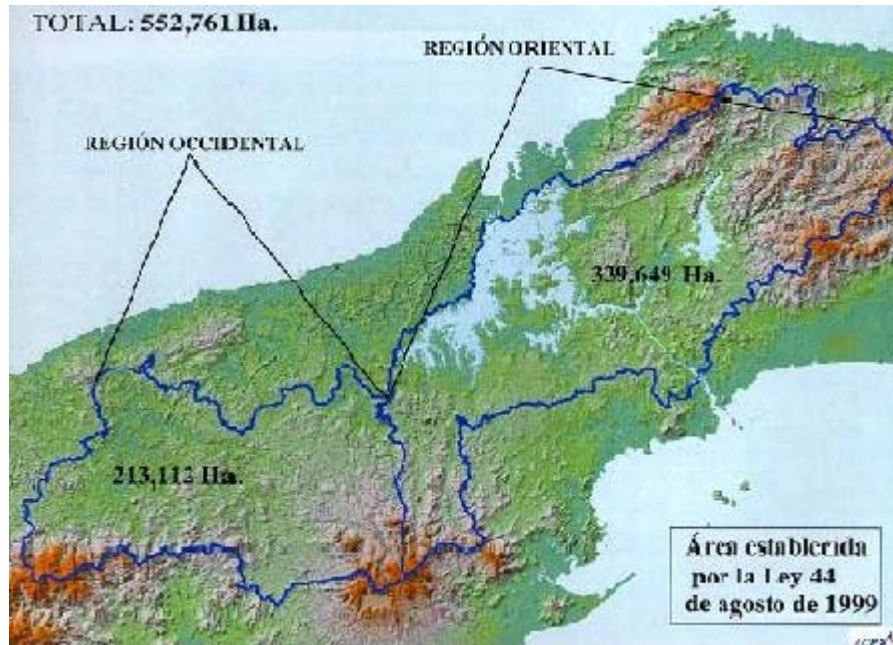 TOTAL: 552,761 Ha.
REGIÓN ORIENTAL
REGIÓN OCCIDENTAL
339,649 Ha.
213,112 Ha.
Área establecida
por la Ley 44
de agosto de 1999